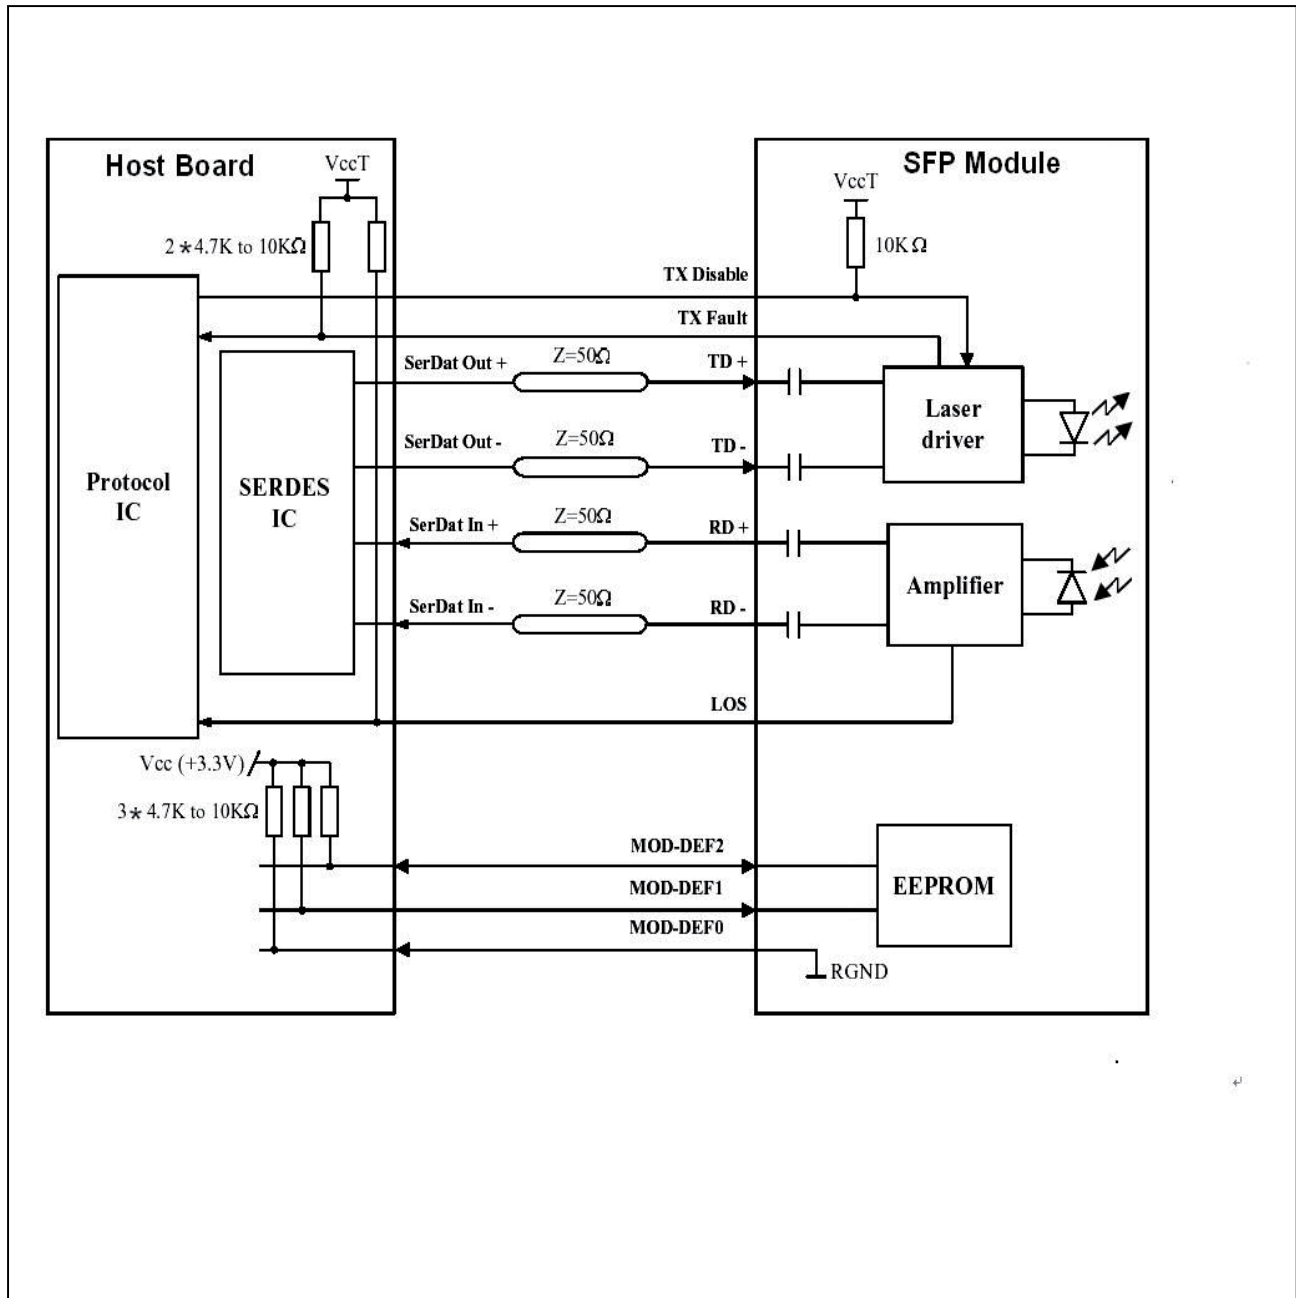 Host Board
SFP Module
VccT
VccT
2*4.7K to 10KΩ
10KΩ
TX Disable
TX Fault
SerDat Out +
Z=50Ω
TD +
SerDat Out -
Z=50Ω
TD -
Laser
driver
Protocol
IC
SERDES
IC
SerDat In +
Z=50Ω
RD +
SerDat In -
Z=50Ω
RD -
Amplifier
LOS
Vcc (+3.3V)
3*4.7K to 10KΩ
MOD-DEF2
MOD-DEF1
MOD-DEF0
EEPROM
RGND